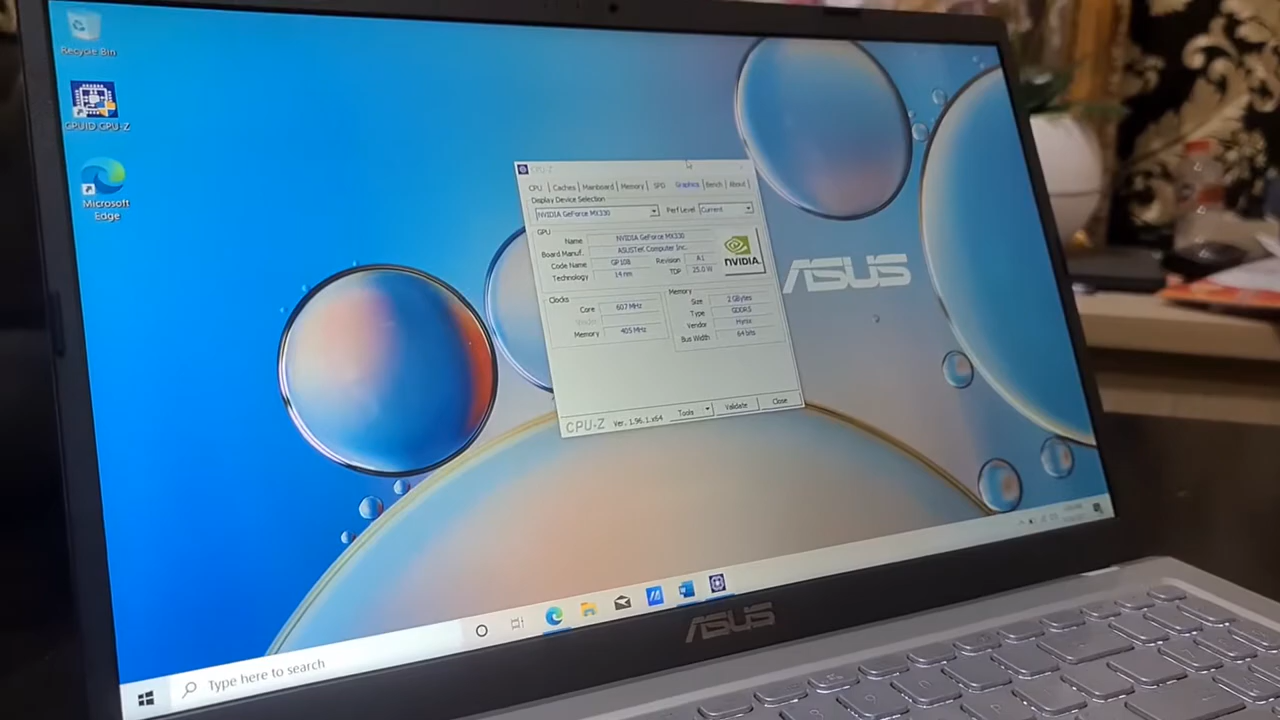 Recycle Bin
CPUID CPU-Z
Microsoft
Edge
CPU-Z
CPU Caches Mainboard Memory SPD Graphics Bench About
Display Device Selection
NVIDIA GeForce MX330 Perf Level Current
GPU
Name NVIDIA GeForce MX330
Board Manuf. ASUSTeK Computer Inc.
Code Name GP108 Revision A1
Technology 14 nm TDP 25.0 W
NVIDIA.
Clocks
Core 607 MHz
Memory 405 MHz
Memory
Size 2 GBytes
Type GDDR5
Vendor Hynix
Bus Width 64 bits
CPU-Z Ver. 1.96.1.x64 Tools Validate Close
ASUS
Type here to search
ASUS